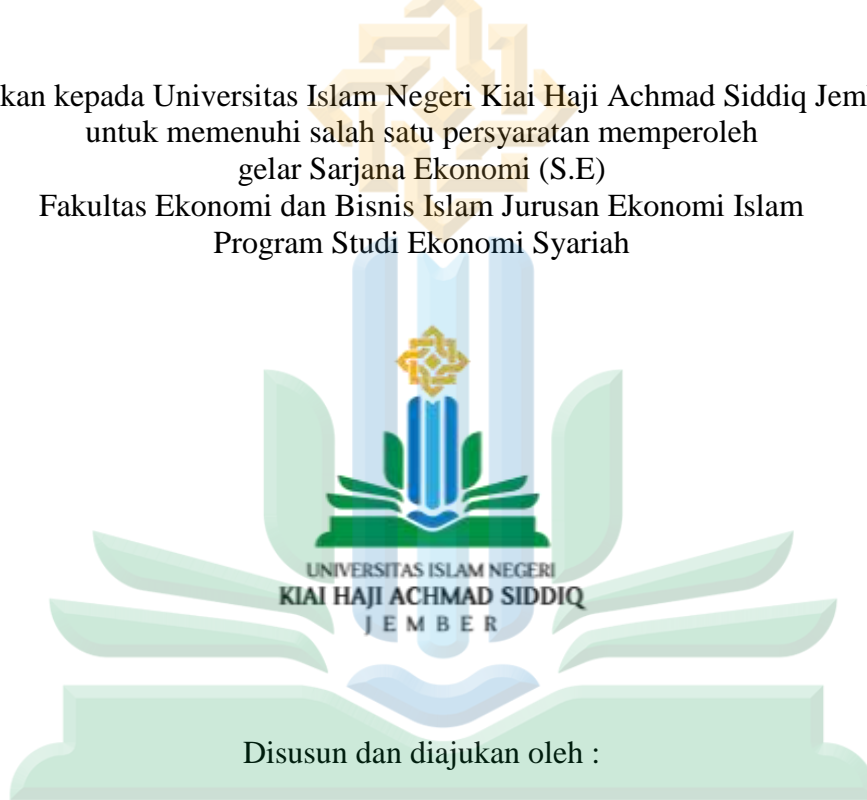 kan kepada Universitas Islam Negeri Kiai Haji Achmad Siddiq Jem
untuk memenuhi salah satu persyaratan memperoleh
gelar Sarjana Ekonomi (S.E)
Fakultas Ekonomi dan Bisnis Islam Jurusan Ekonomi Islam
Program Studi Ekonomi Syariah
UNIVERSITAS ISLAM NEGERI
KIAI HAJI ACHMAD SIDDIQ
JEMBER
Disusun dan diajukan oleh :